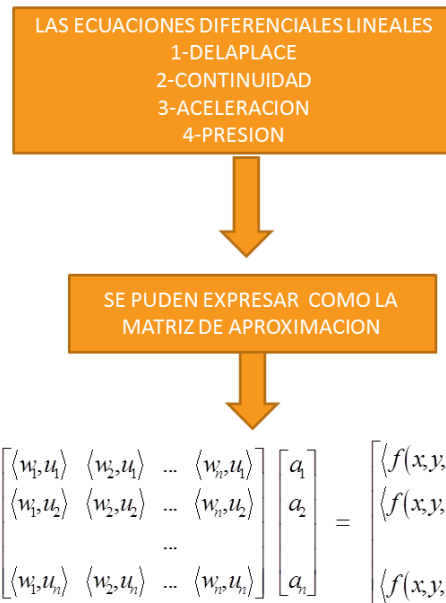 LAS ECUACIONES DIFERENCIALES LINEALES
1-DELAPLACE
2-CONTINUIDAD
3-ACELERACION
4-PRESION
SE PUDEN EXPRESAR COMO LA
MATRIZ DE APROXIMACION
[⟨w₁,u₁⟩ ⟨w₂,u₁⟩ ... ⟨wₙ,u₁⟩] [a₁] [⟨f(x,y,
[⟨w₁,u₂⟩ ⟨w₂,u₂⟩ ... ⟨wₙ,u₂⟩] [a₂] = [⟨f(x,y,
...
[⟨w₁,uₙ⟩ ⟨w₂,uₙ⟩ ... ⟨wₙ,uₙ⟩] [aₙ] [⟨f(x,y,